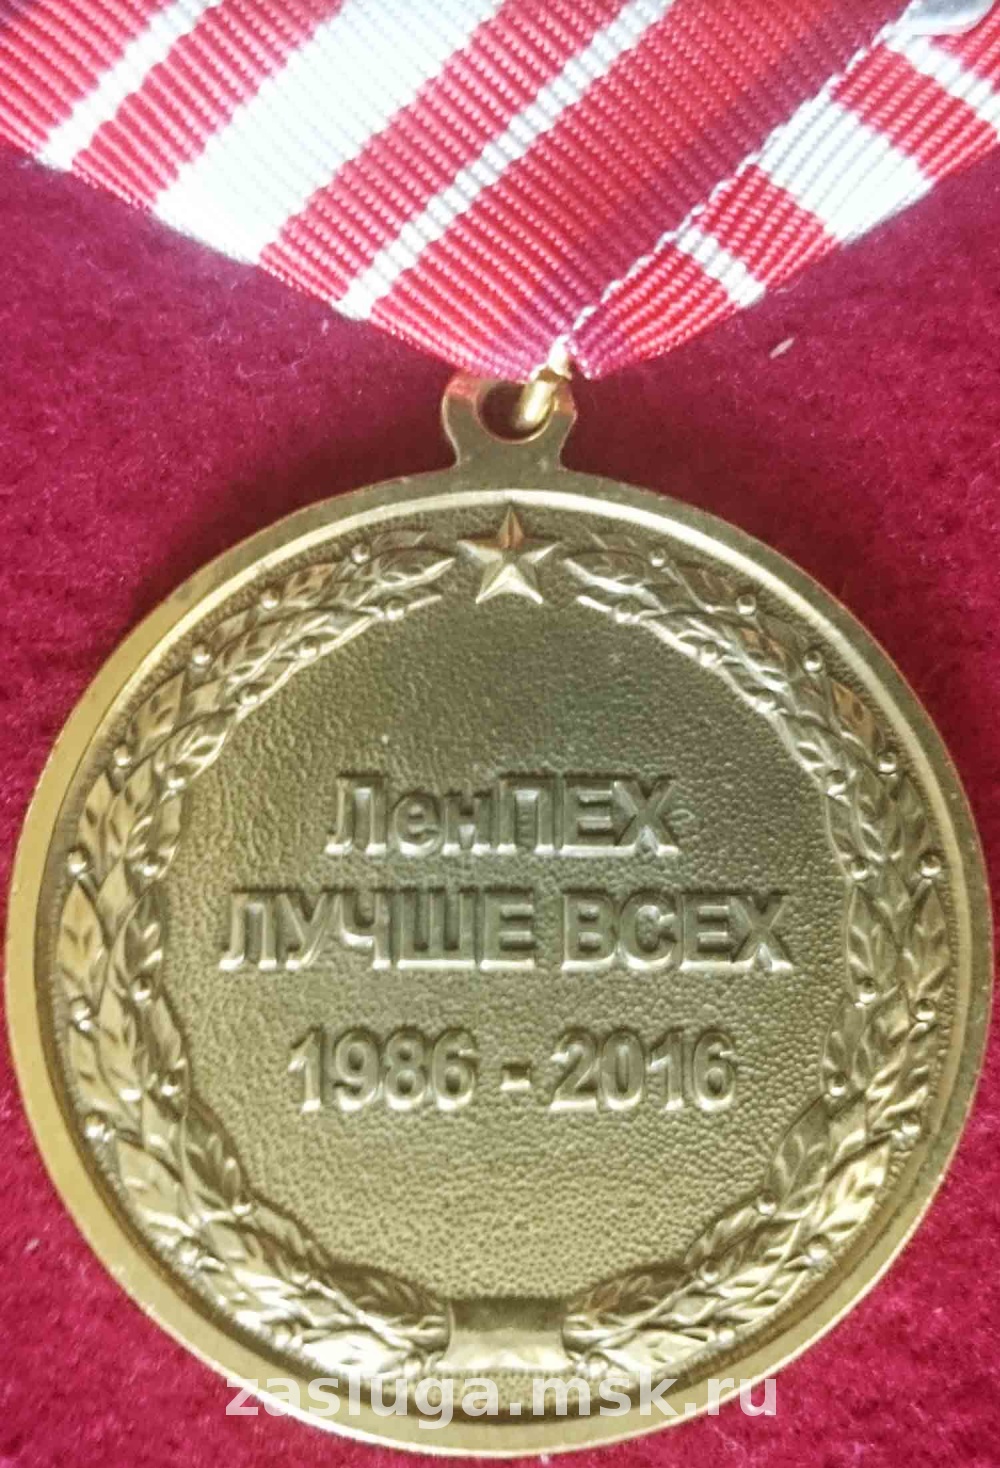 ЛенПЕХ
ЛУЧШЕ ВСЕХ
1986 - 2016
zasluga.msk.ru